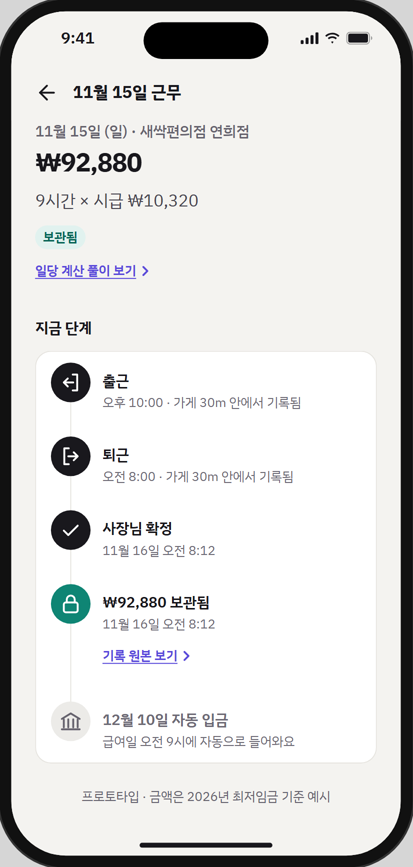 9:41
11월 15일 근무
11월 15일 (일) · 새싹편의점 연희점
₩92,880
9시간 × 시급 ₩10,320
보관됨
일당 계산 풀이 보기
지금 단계
출근
오후 10:00 · 가게 30m 안에서 기록됨
퇴근
오전 8:00 · 가게 30m 안에서 기록됨
사장님 확정
11월 16일 오전 8:12
₩92,880 보관됨
11월 16일 오전 8:12
기록 원본 보기
12월 10일 자동 입금
급여일 오전 9시에 자동으로 들어와요
프로토타입 · 금액은 2026년 최저임금 기준 예시